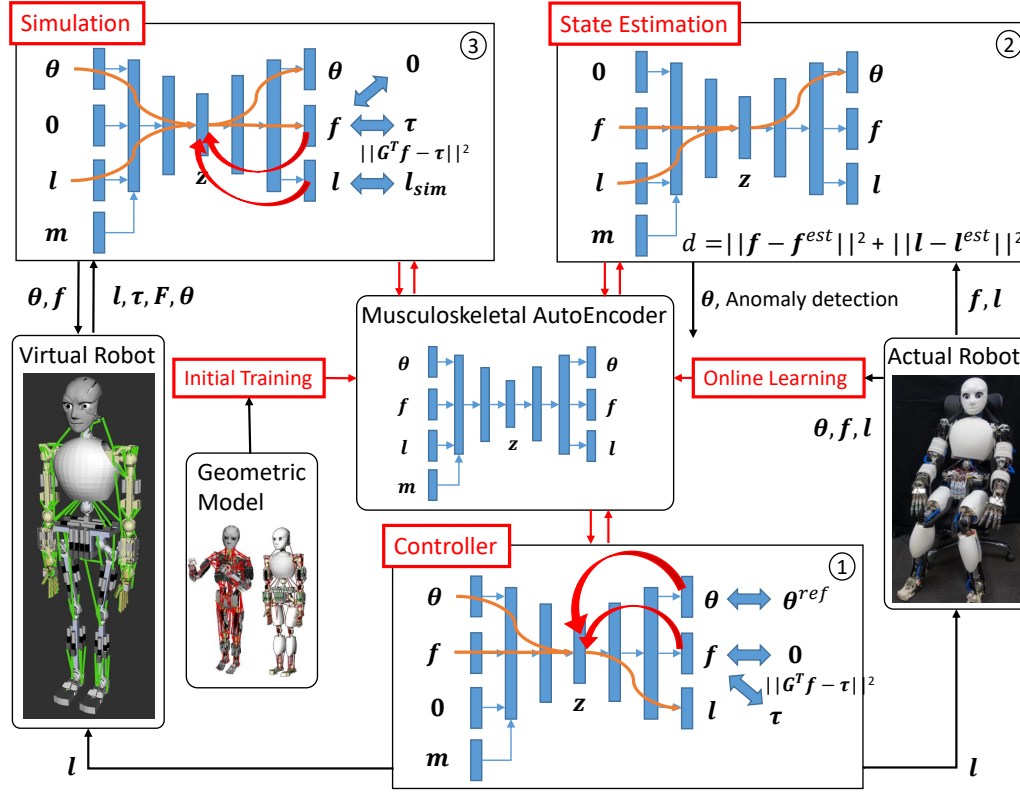 Simulation
③
θ
0
l
m
z
θ
f
l
0
τ
||G^T f − τ||²
l_sim
State Estimation
②
0
f
l
m
z
θ
f
l
d =||f − f^est||² + ||l − l^est||²
θ, f
l, τ, F, θ
θ, Anomaly detection
f, l
Virtual Robot
Initial Training
Musculoskeletal AutoEncoder
θ
f
l
m
z
θ
f
l
Online Learning
Actual Robot
θ, f, l
Geometric
Model
Controller
①
θ
f
0
m
z
θ
f
l
θ^ref
0
||G^T f − τ||²
τ
l
l